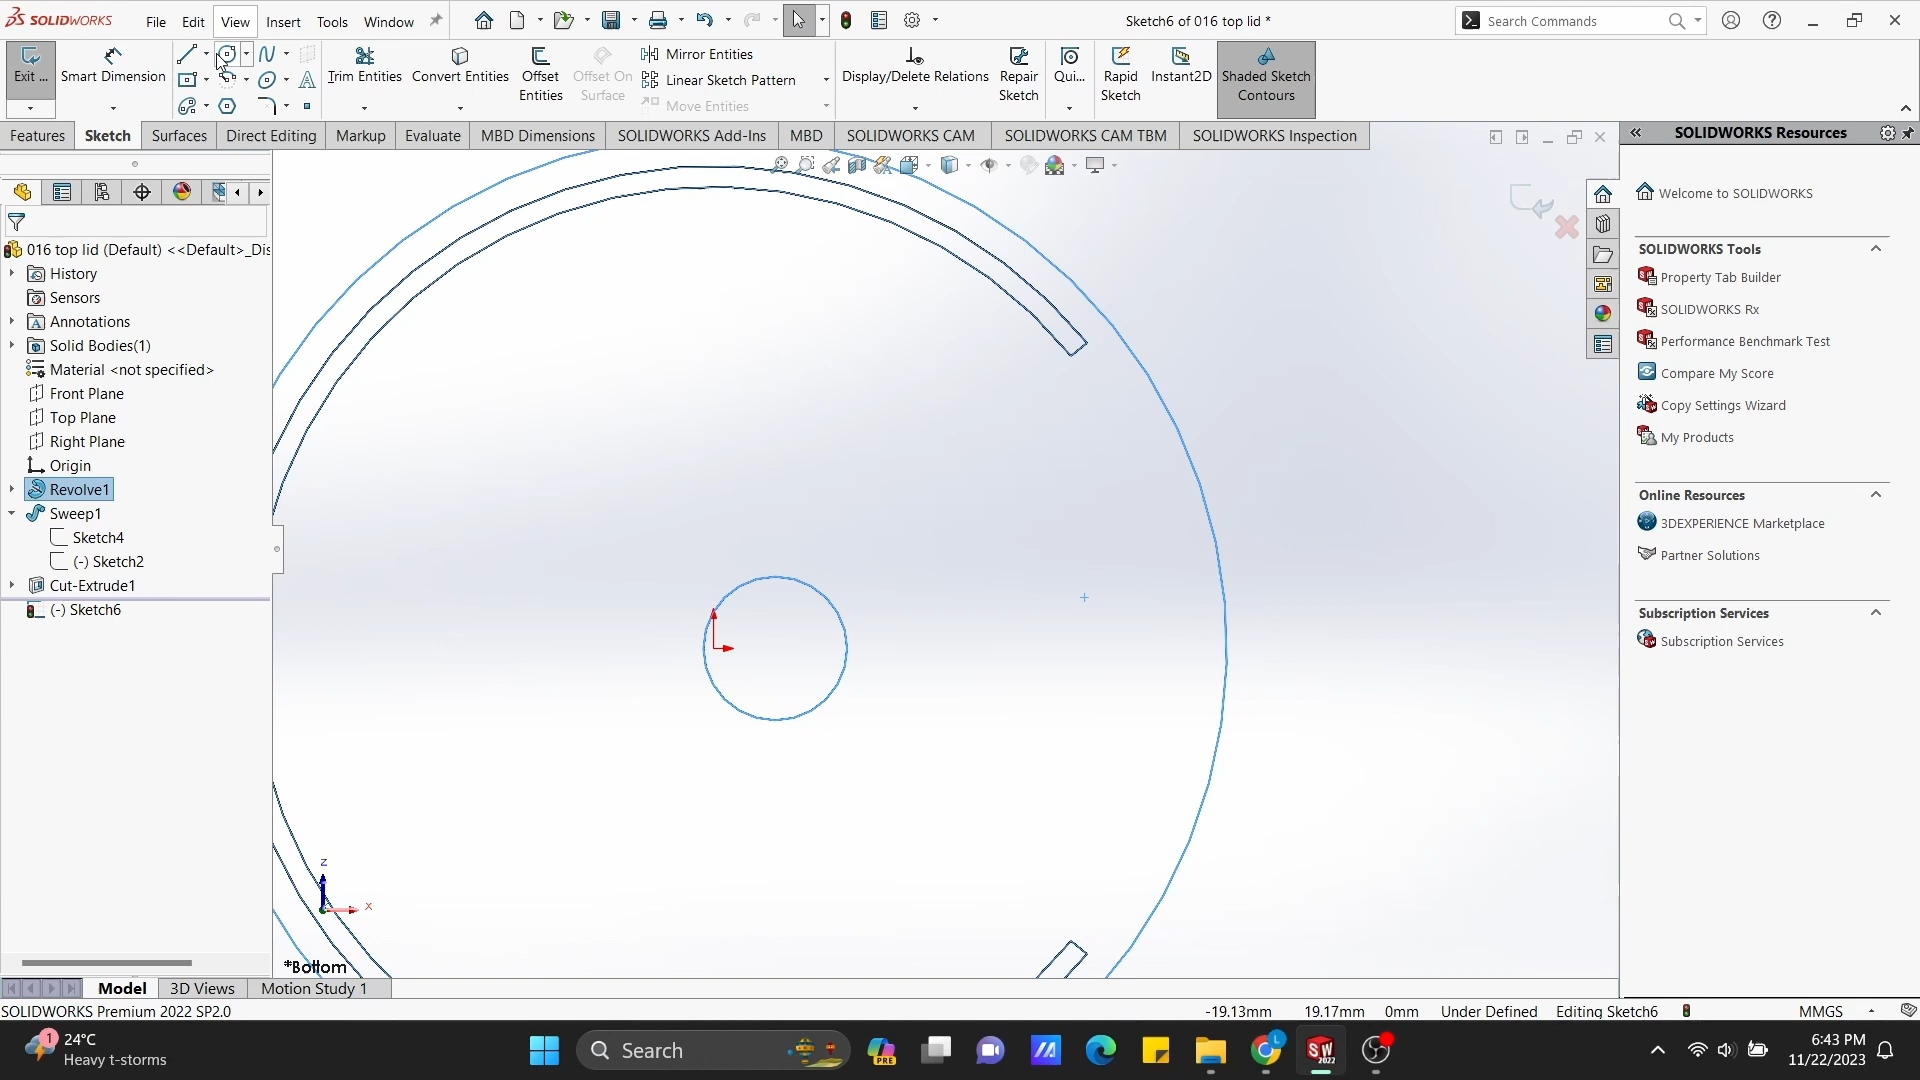 SOLIDWORKS
File
Edit
View
Insert
Tools
Window
Sketch6 of 016 top lid *
Search Commands
Exit ...
Smart Dimension
Trim Entities
Convert Entities
Offset Entities
Offset On Surface
Mirror Entities
Linear Sketch Pattern
Move Entities
Display/Delete Relations
Repair Sketch
Qui...
Rapid Sketch
Instant2D
Shaded Sketch Contours
Features
Sketch
Surfaces
Direct Editing
Markup
Evaluate
MBD Dimensions
SOLIDWORKS Add-Ins
MBD
SOLIDWORKS CAM
SOLIDWORKS CAM TBM
SOLIDWORKS Inspection
SOLIDWORKS Resources
016 top lid (Default) <<Default>_Dis
History
Sensors
Annotations
Solid Bodies(1)
Material <not specified>
Front Plane
Top Plane
Right Plane
Origin
Revolve1
Sweep1
Sketch4
(-) Sketch2
Cut-Extrude1
(-) Sketch6
z
x
*Bottom
Welcome to SOLIDWORKS
SOLIDWORKS Tools
Property Tab Builder
SOLIDWORKS Rx
Performance Benchmark Test
Compare My Score
Copy Settings Wizard
My Products
Online Resources
3DEXPERIENCE Marketplace
Partner Solutions
Subscription Services
Subscription Services
Model
3D Views
Motion Study 1
SOLIDWORKS Premium 2022 SP2.0
-19.13mm
19.17mm
0mm
Under Defined
Editing Sketch6
MMGS
1
24°C
Heavy t-storms
Search
PRE
L
SW
2022
6:43 PM
11/22/2023